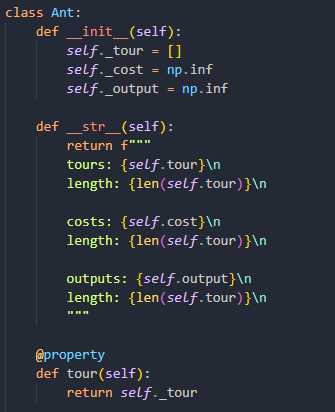 class Ant:
    def __init__(self):
        self._tour = []
        self._cost = np.inf
        self._output = np.inf

    def __str__(self):
        return f"""
        tours: {self.tour}\n
        length: {len(self.tour)}\n

        costs: {self.cost}\n
        length: {len(self.tour)}\n

        outputs: {self.output}\n
        length: {len(self.tour)}\n
        """

    @property
    def tour(self):
        return self._tour